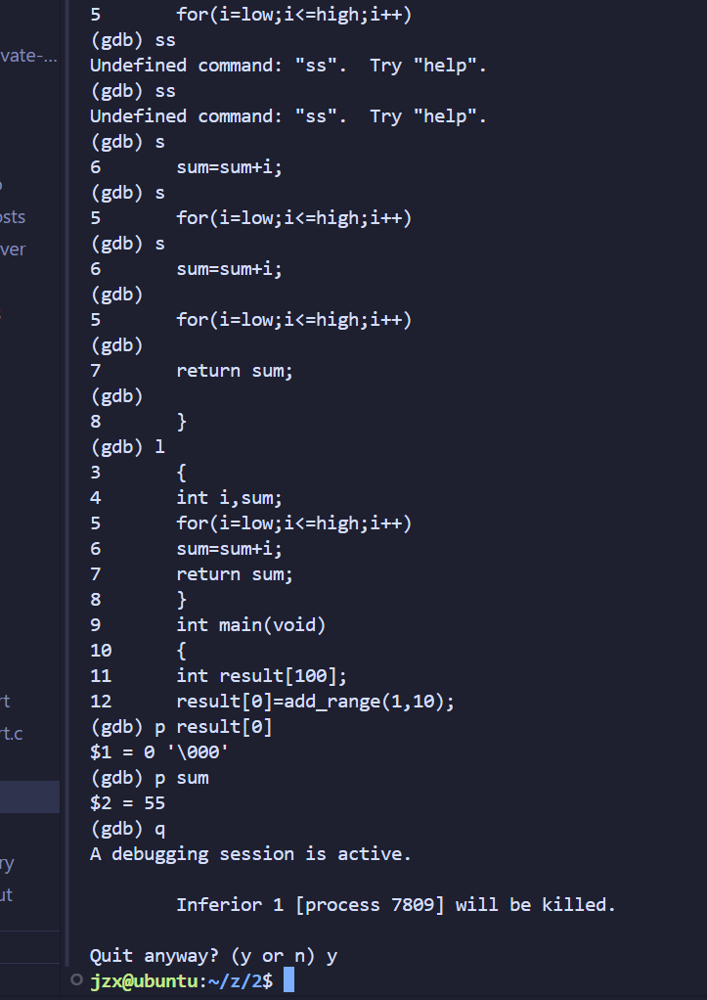 5       for(i=low;i<=high;i++)
(gdb) ss
Undefined command: "ss".  Try "help".
(gdb) ss
Undefined command: "ss".  Try "help".
(gdb) s
6       sum=sum+i;
(gdb) s
5       for(i=low;i<=high;i++)
(gdb) s
6       sum=sum+i;
(gdb)
5       for(i=low;i<=high;i++)
(gdb)
7       return sum;
(gdb)
8       }
(gdb) l
3       {
4       int i,sum;
5       for(i=low;i<=high;i++)
6       sum=sum+i;
7       return sum;
8       }
9       int main(void)
10      {
11      int result[100];
12      result[0]=add_range(1,10);
(gdb) p result[0]
$1 = 0 '\000'
(gdb) p sum
$2 = 55
(gdb) q
A debugging session is active.
        Inferior 1 [process 7809] will be killed.
Quit anyway? (y or n) y
jzx@ubuntu:~/z/2$
vate-...
osts
ver
rt
rt.c
ry
ut